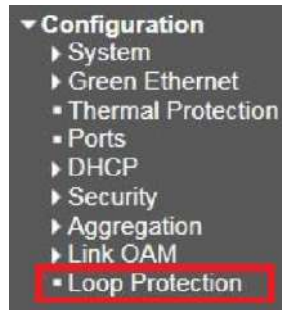 Configuration
System
Green Ethernet
Thermal Protection
Ports
DHCP
Security
Aggregation
Link OAM
Loop Protection